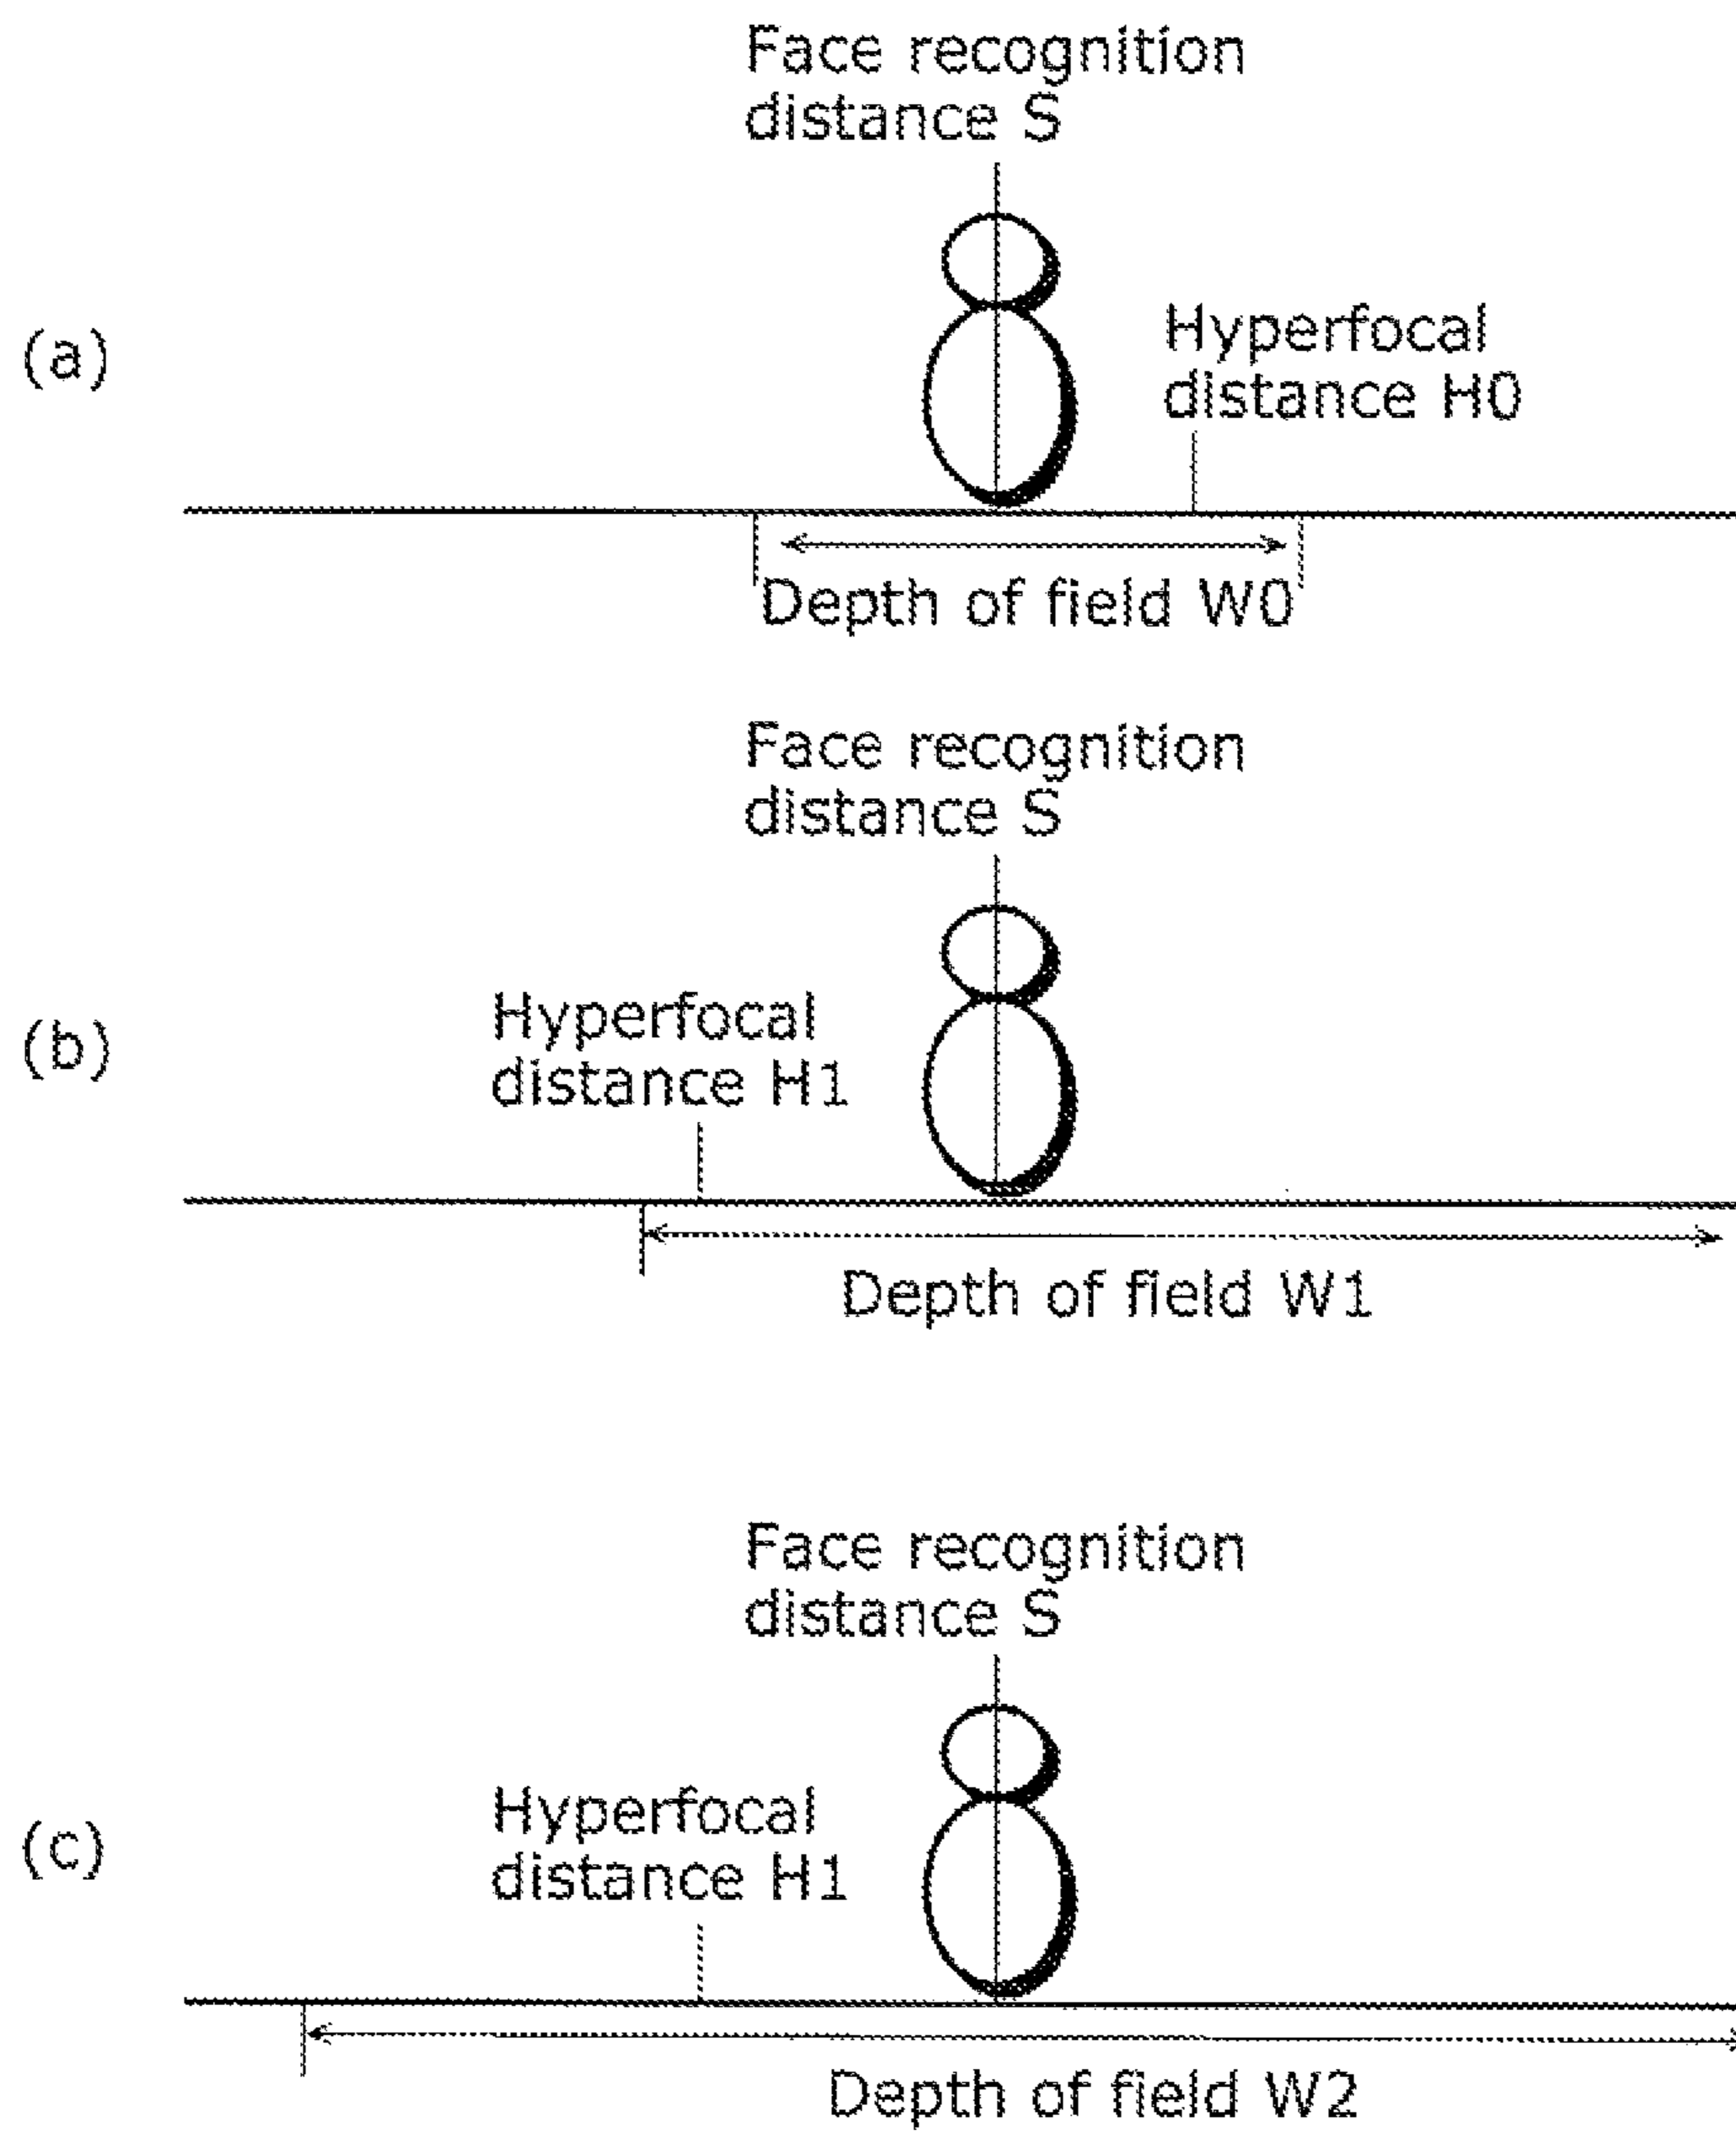 Face recognition
distance S
(a)
Hyperfocal
distance H0
Depth of field W0
Face recognition
distance S
(b)
Hyperfocal
distance H1
Depth of field W1
Face recognition
distance S
(c)
Hyperfocal
distance H1
Depth of field W2